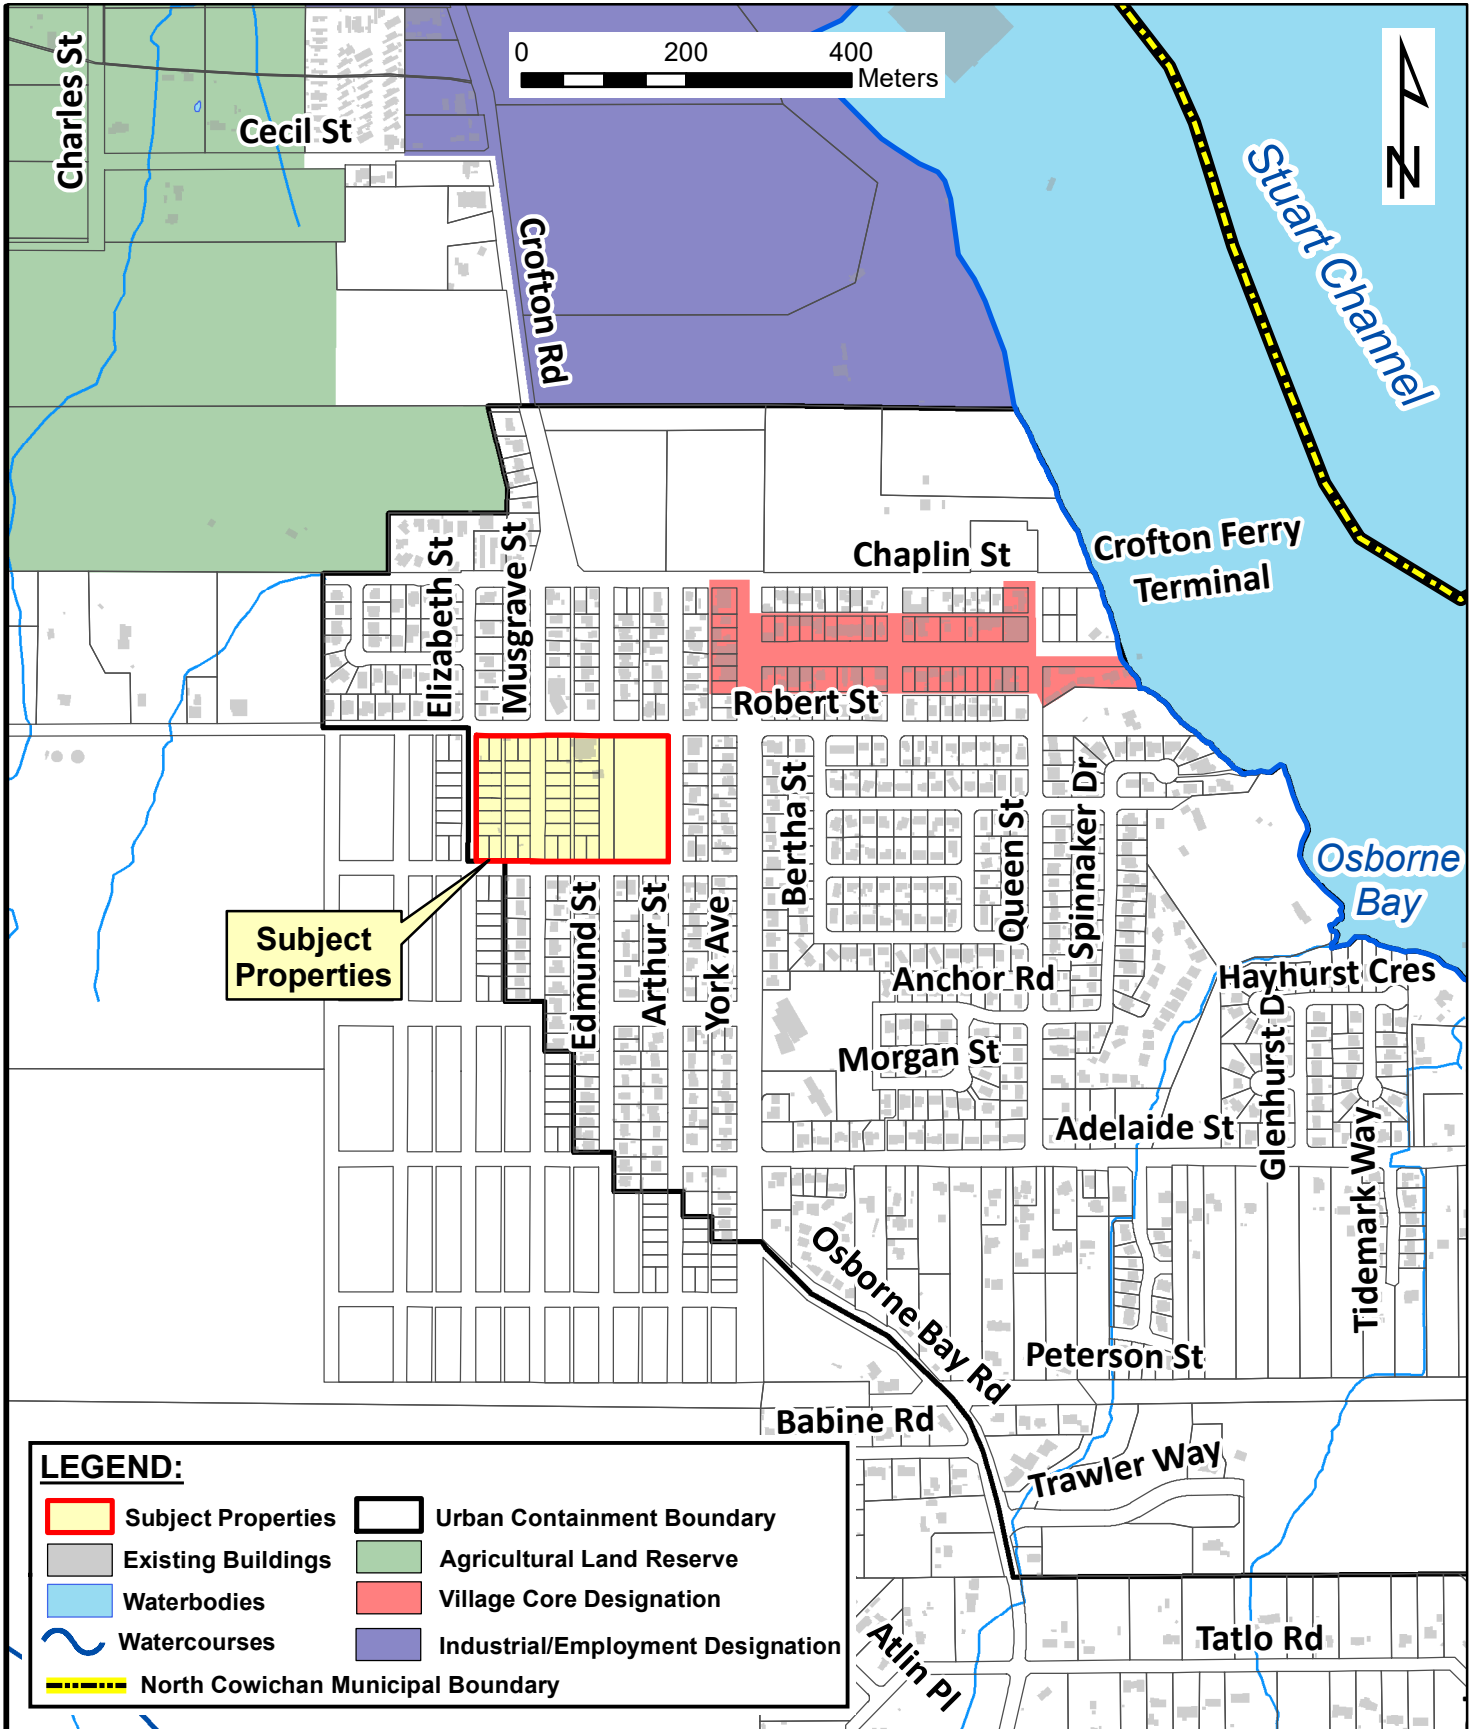 0 200 400
Meters
N
Charles St
Cecil St
Crofton Rd
Stuart Channel
Crofton Ferry
Terminal
Chaplin St
Elizabeth St
Musgrave St
Robert St
Bertha St
Queen St
Spinnaker Dr
Osborne
Bay
Subject
Properties
Edmund St
Arthur St
York Ave
Anchor Rd
Hayhurst Cres
Morgan St
Glenhurst D
Adelaide St
Tidemark Way
Osborne Bay Rd
Peterson St
Babine Rd
Trawler Way
Atlin Pl
Tatlo Rd
LEGEND:
Subject Properties
Urban Containment Boundary
Existing Buildings
Agricultural Land Reserve
Waterbodies
Village Core Designation
Watercourses
Industrial/Employment Designation
North Cowichan Municipal Boundary